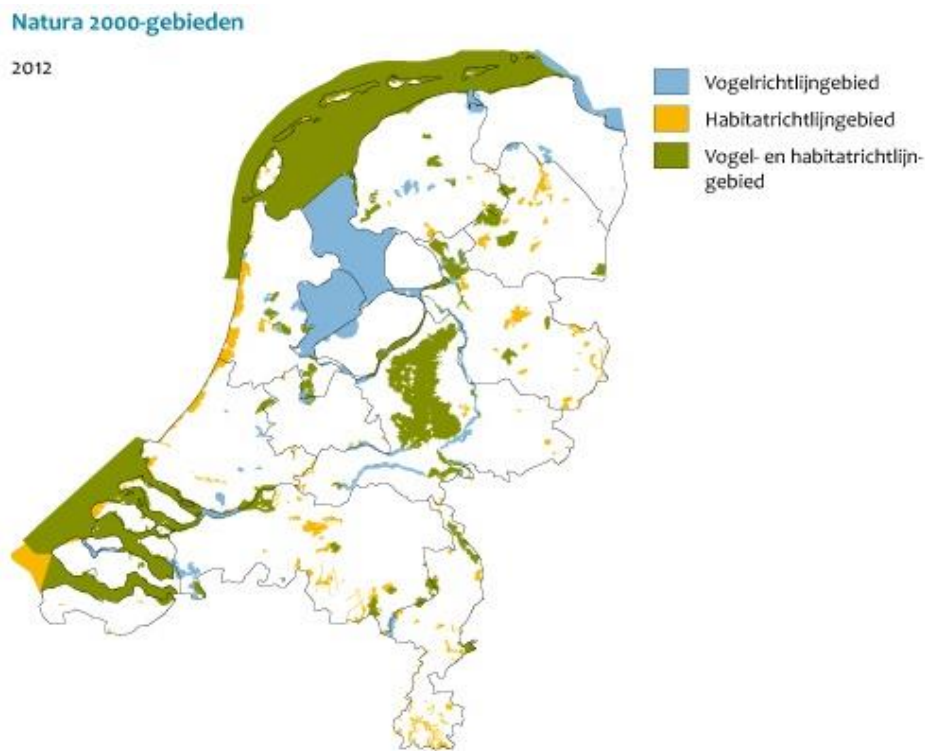 Natura 2000-gebieden
2012
Vogelrichtlijngebied
Habitatrichtlijngebied
Vogel- en habitatrichtlijn-
gebied